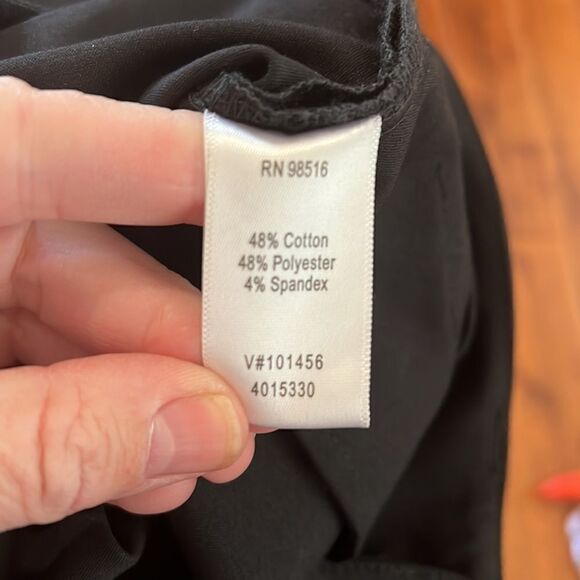 RN 98516
48% Cotton
48% Polyester
4% Spandex
V#101456
4015330